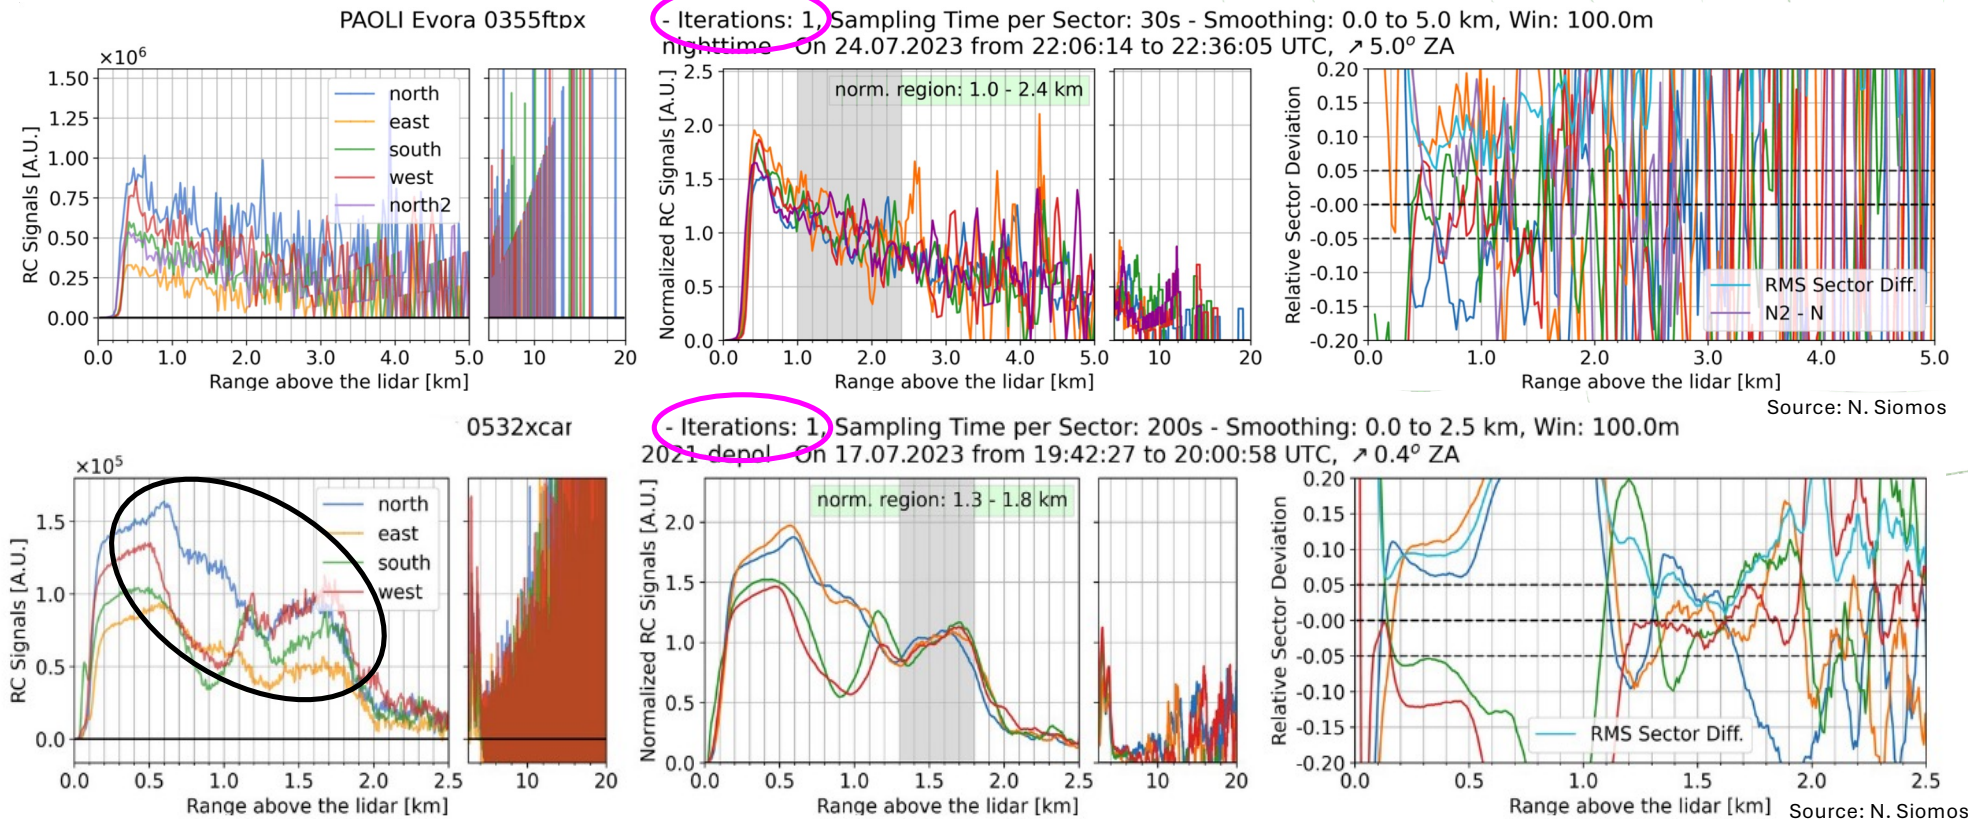 PAOLI Evora 0355ftpx
- Iterations: 1, Sampling Time per Sector: 30s - Smoothing: 0.0 to 5.0 km, Win: 100.0m
nighttime On 24.07.2023 from 22:06:14 to 22:36:05 UTC, ↗ 5.0° ZA
×10⁶
RC Signals [A.U.]
1.50
1.25
1.00
0.75
0.50
0.25
0.00
north
east
south
west
north2
0.0 1.0 2.0 3.0 4.0 5.0 10 20
Range above the lidar [km]
Normalized RC Signals [A.U.]
2.5
2.0
1.5
1.0
0.5
0.0
norm. region: 1.0 - 2.4 km
0.0 1.0 2.0 3.0 4.0 5.0 10 20
Range above the lidar [km]
Relative Sector Deviation
0.20
0.15
0.10
0.05
-0.00
-0.05
-0.10
-0.15
-0.20
RMS Sector Diff.
N2 - N
0.0 1.0 2.0 3.0 4.0 5.0
Range above the lidar [km]
Source: N. Siomos
0532xcar
- Iterations: 1, Sampling Time per Sector: 200s - Smoothing: 0.0 to 2.5 km, Win: 100.0m
2021 depol On 17.07.2023 from 19:42:27 to 20:00:58 UTC, ↗ 0.4° ZA
×10⁵
RC Signals [A.U.]
1.5
1.0
0.5
0.0
north
east
south
west
0.0 0.5 1.0 1.5 2.0 2.5 10 20
Range above the lidar [km]
Normalized RC Signals [A.U.]
2.0
1.5
1.0
0.5
0.0
norm. region: 1.3 - 1.8 km
0.0 0.5 1.0 1.5 2.0 2.5 10 20
Range above the lidar [km]
Relative Sector Deviation
0.20
0.15
0.10
0.05
-0.00
-0.05
-0.10
-0.15
-0.20
RMS Sector Diff.
0.0 0.5 1.0 1.5 2.0 2.5
Range above the lidar [km]
Source: N. Siomos